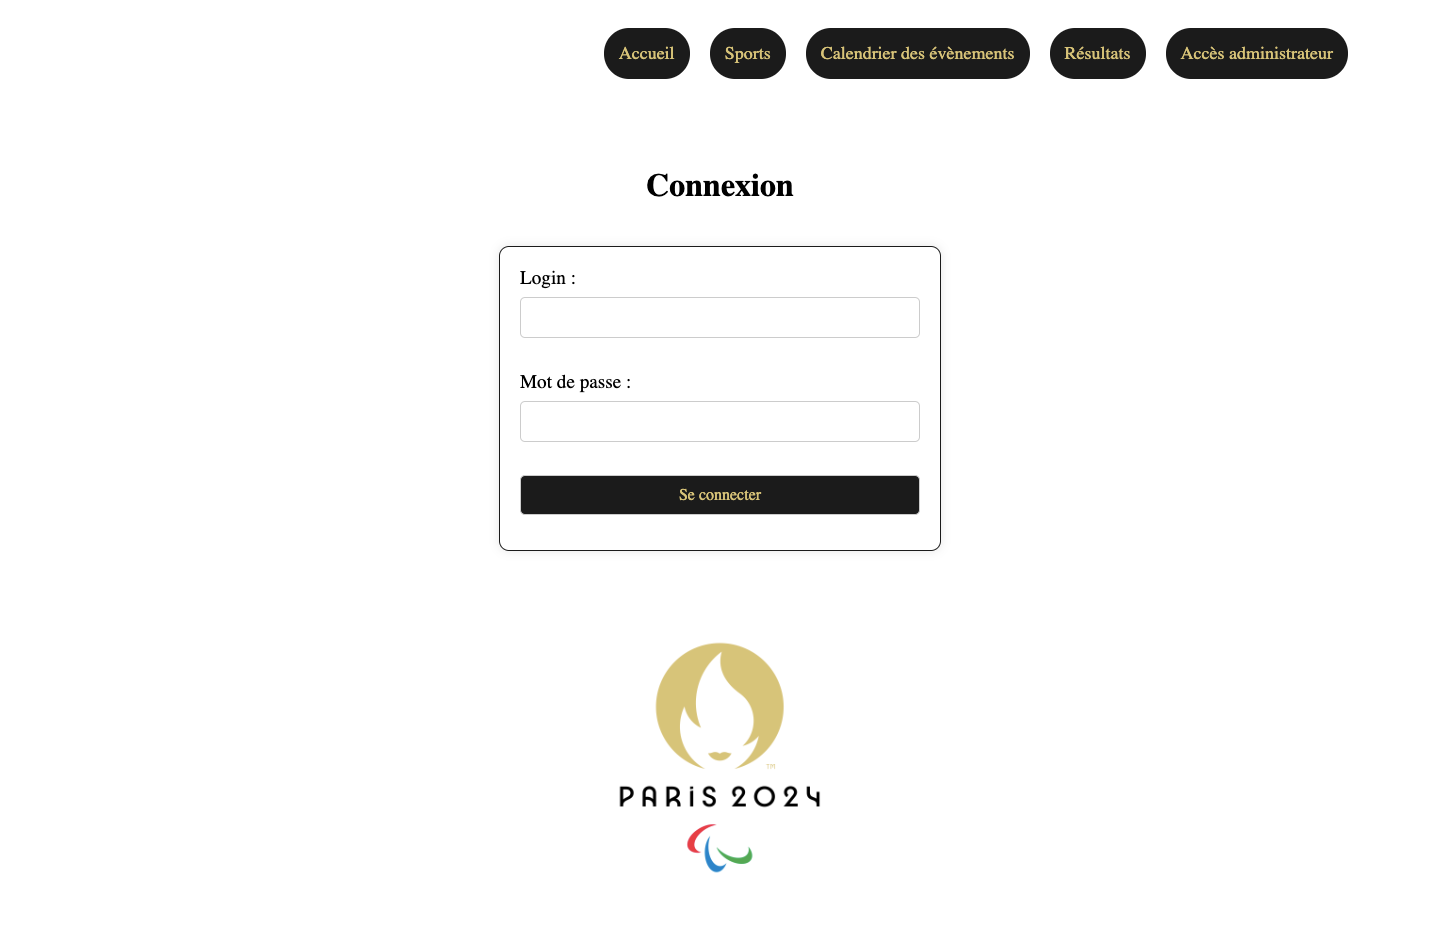 Accueil Sports Calendrier des évènements Résultats Accès administrateur
Connexion
Login :
Mot de passe :
Se connecter
TM
PARiS 2024